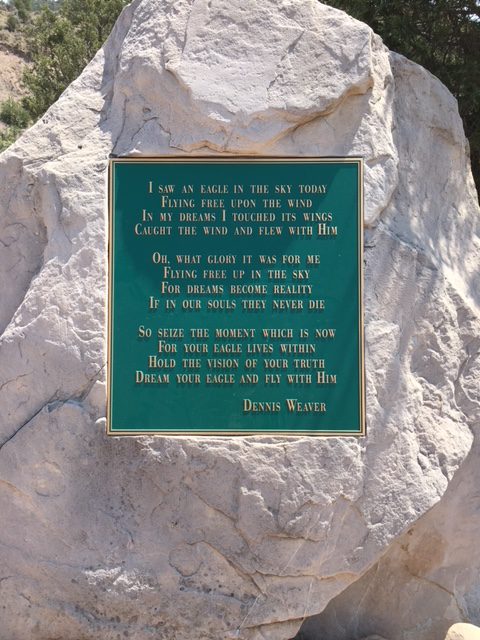 I SAW AN EAGLE IN THE SKY TODAY
FLYING FREE UPON THE WIND
IN MY DREAMS I TOUCHED ITS WINGS
CAUGHT THE WIND AND FLEW WITH HIM
OH, WHAT GLORY IT WAS FOR ME
FLYING FREE UP IN THE SKY
FOR DREAMS BECOME REALITY
IF IN OUR SOULS THEY NEVER DIE
SO SEIZE THE MOMENT WHICH IS NOW
FOR YOUR EAGLE LIVES WITHIN
HOLD THE VISION OF YOUR TRUTH
DREAM YOUR EAGLE AND FLY WITH HIM
DENNIS WEAVER